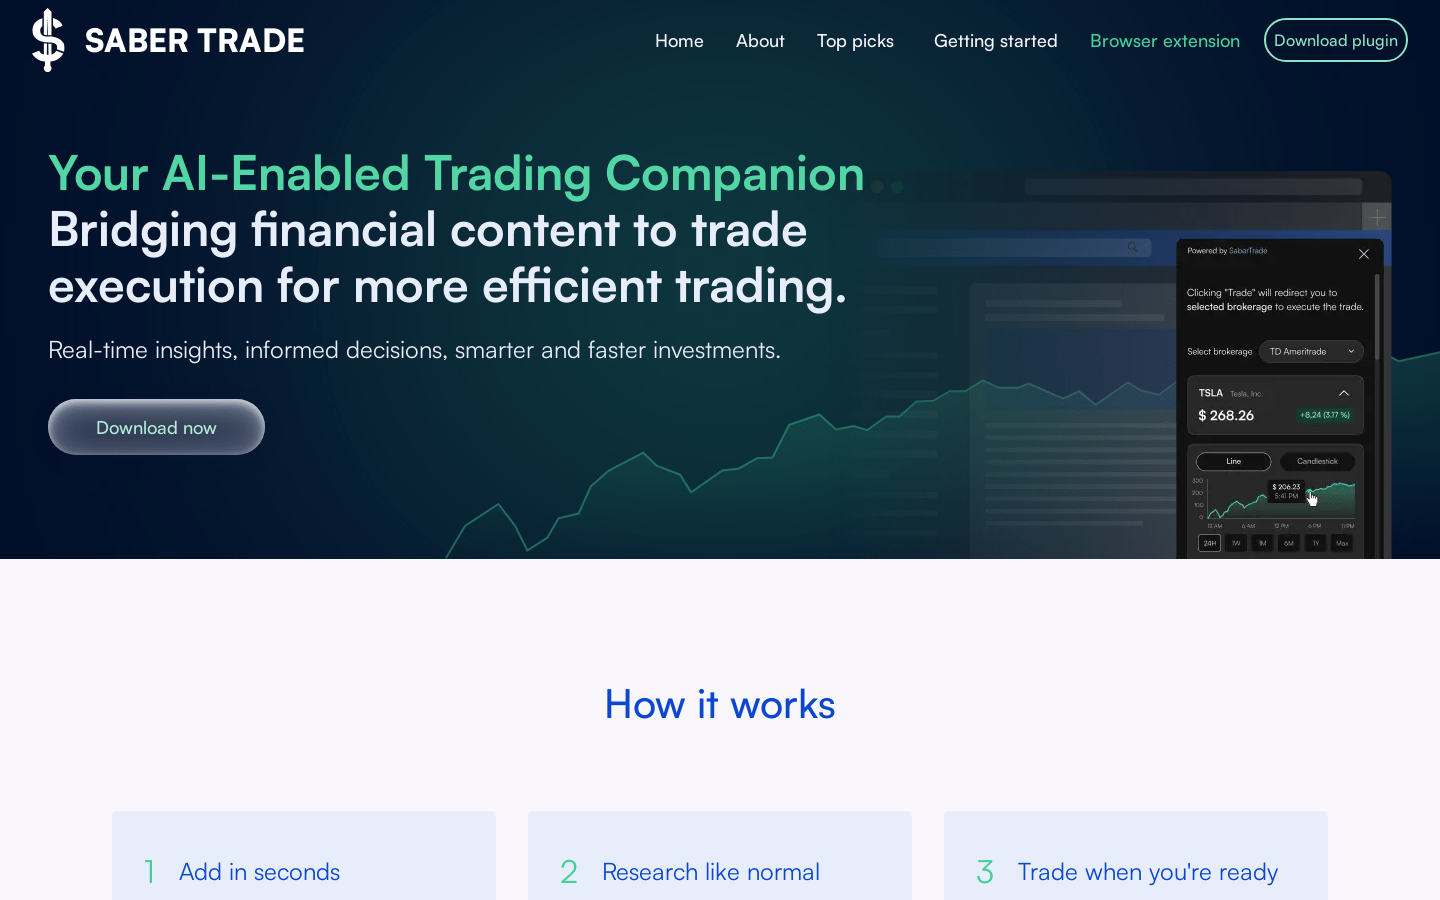 SABER TRADE
Home About Top picks Getting started Browser extension Download plugin
Your AI-Enabled Trading Companion
Bridging financial content to trade
execution for more efficient trading.
Real-time insights, informed decisions, smarter and faster investments.
Download now
Powered by SaberTrade
Clicking "Trade" will redirect you to
selected brokerage to execute the trade.
Select brokerage TD Ameritrade
TSLA Tesla, Inc.
$ 268.26 +8,24 (3.17 %)
Line Candlestick
300
200
100
0
$ 206.23
5:41 PM
12 AM 6 AM 12 PM 6 PM 11 PM
24H 1W 1M 6M 1Y Max
How it works
1 Add in seconds
2 Research like normal
3 Trade when you're ready